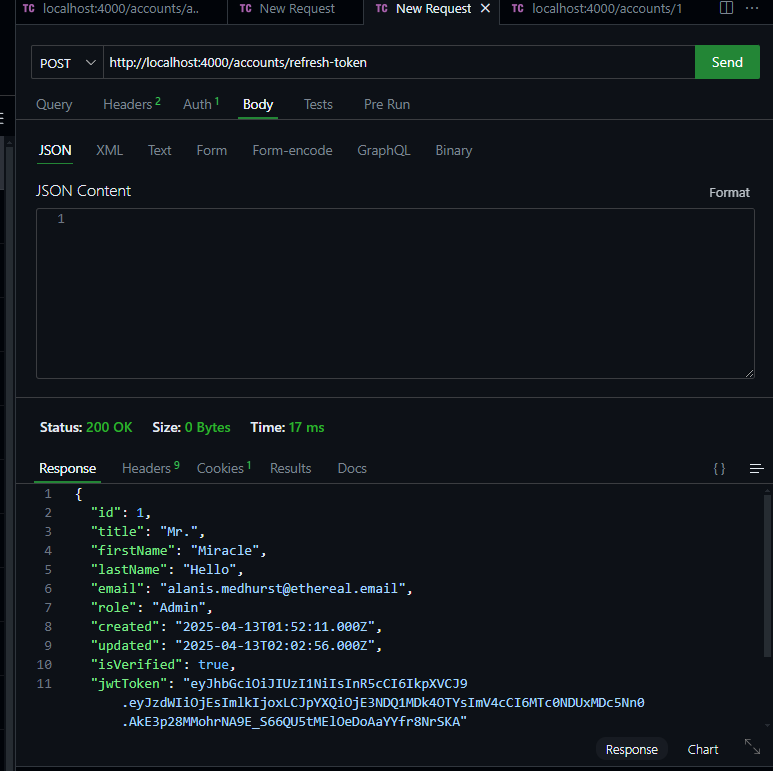 TC localhost:4000/accounts/a.. TC New Request TC New Request TC localhost:4000/accounts/1
POST http://localhost:4000/accounts/refresh-token Send
Query Headers 2 Auth 1 Body Tests Pre Run
JSON XML Text Form Form-encode GraphQL Binary
JSON Content Format
1
Status: 200 OK Size: 0 Bytes Time: 17 ms
Response Headers 9 Cookies 1 Results Docs { }
1 {
2 "id": 1,
3 "title": "Mr.",
4 "firstName": "Miracle",
5 "lastName": "Hello",
6 "email": "alanis.medhurst@ethereal.email",
7 "role": "Admin",
8 "created": "2025-04-13T01:52:11.000Z",
9 "updated": "2025-04-13T02:02:56.000Z",
10 "isVerified": true,
11 "jwtToken": "eyJhbGciOiJIUzI1NiIsInR5cCI6IkpXVCJ9
.eyJzdWIiOjEsImlkIjoxLCJpYXQiOjE3NDQ1MDk4OTYsImV4cCI6MTc0NDUxMDc5Nn0
.AkE3p28MMohrNA9E_S66QU5tMElOeDoAaYYfr8NrSKA"
Response Chart